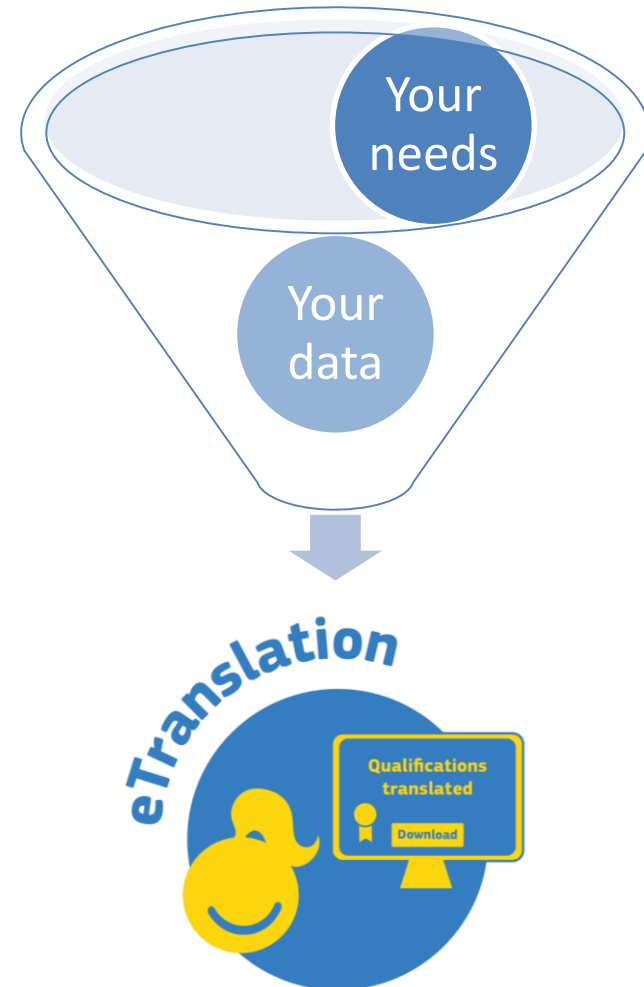 Your
needs
Your
data
eTranslation
Qualifications
translated
Download